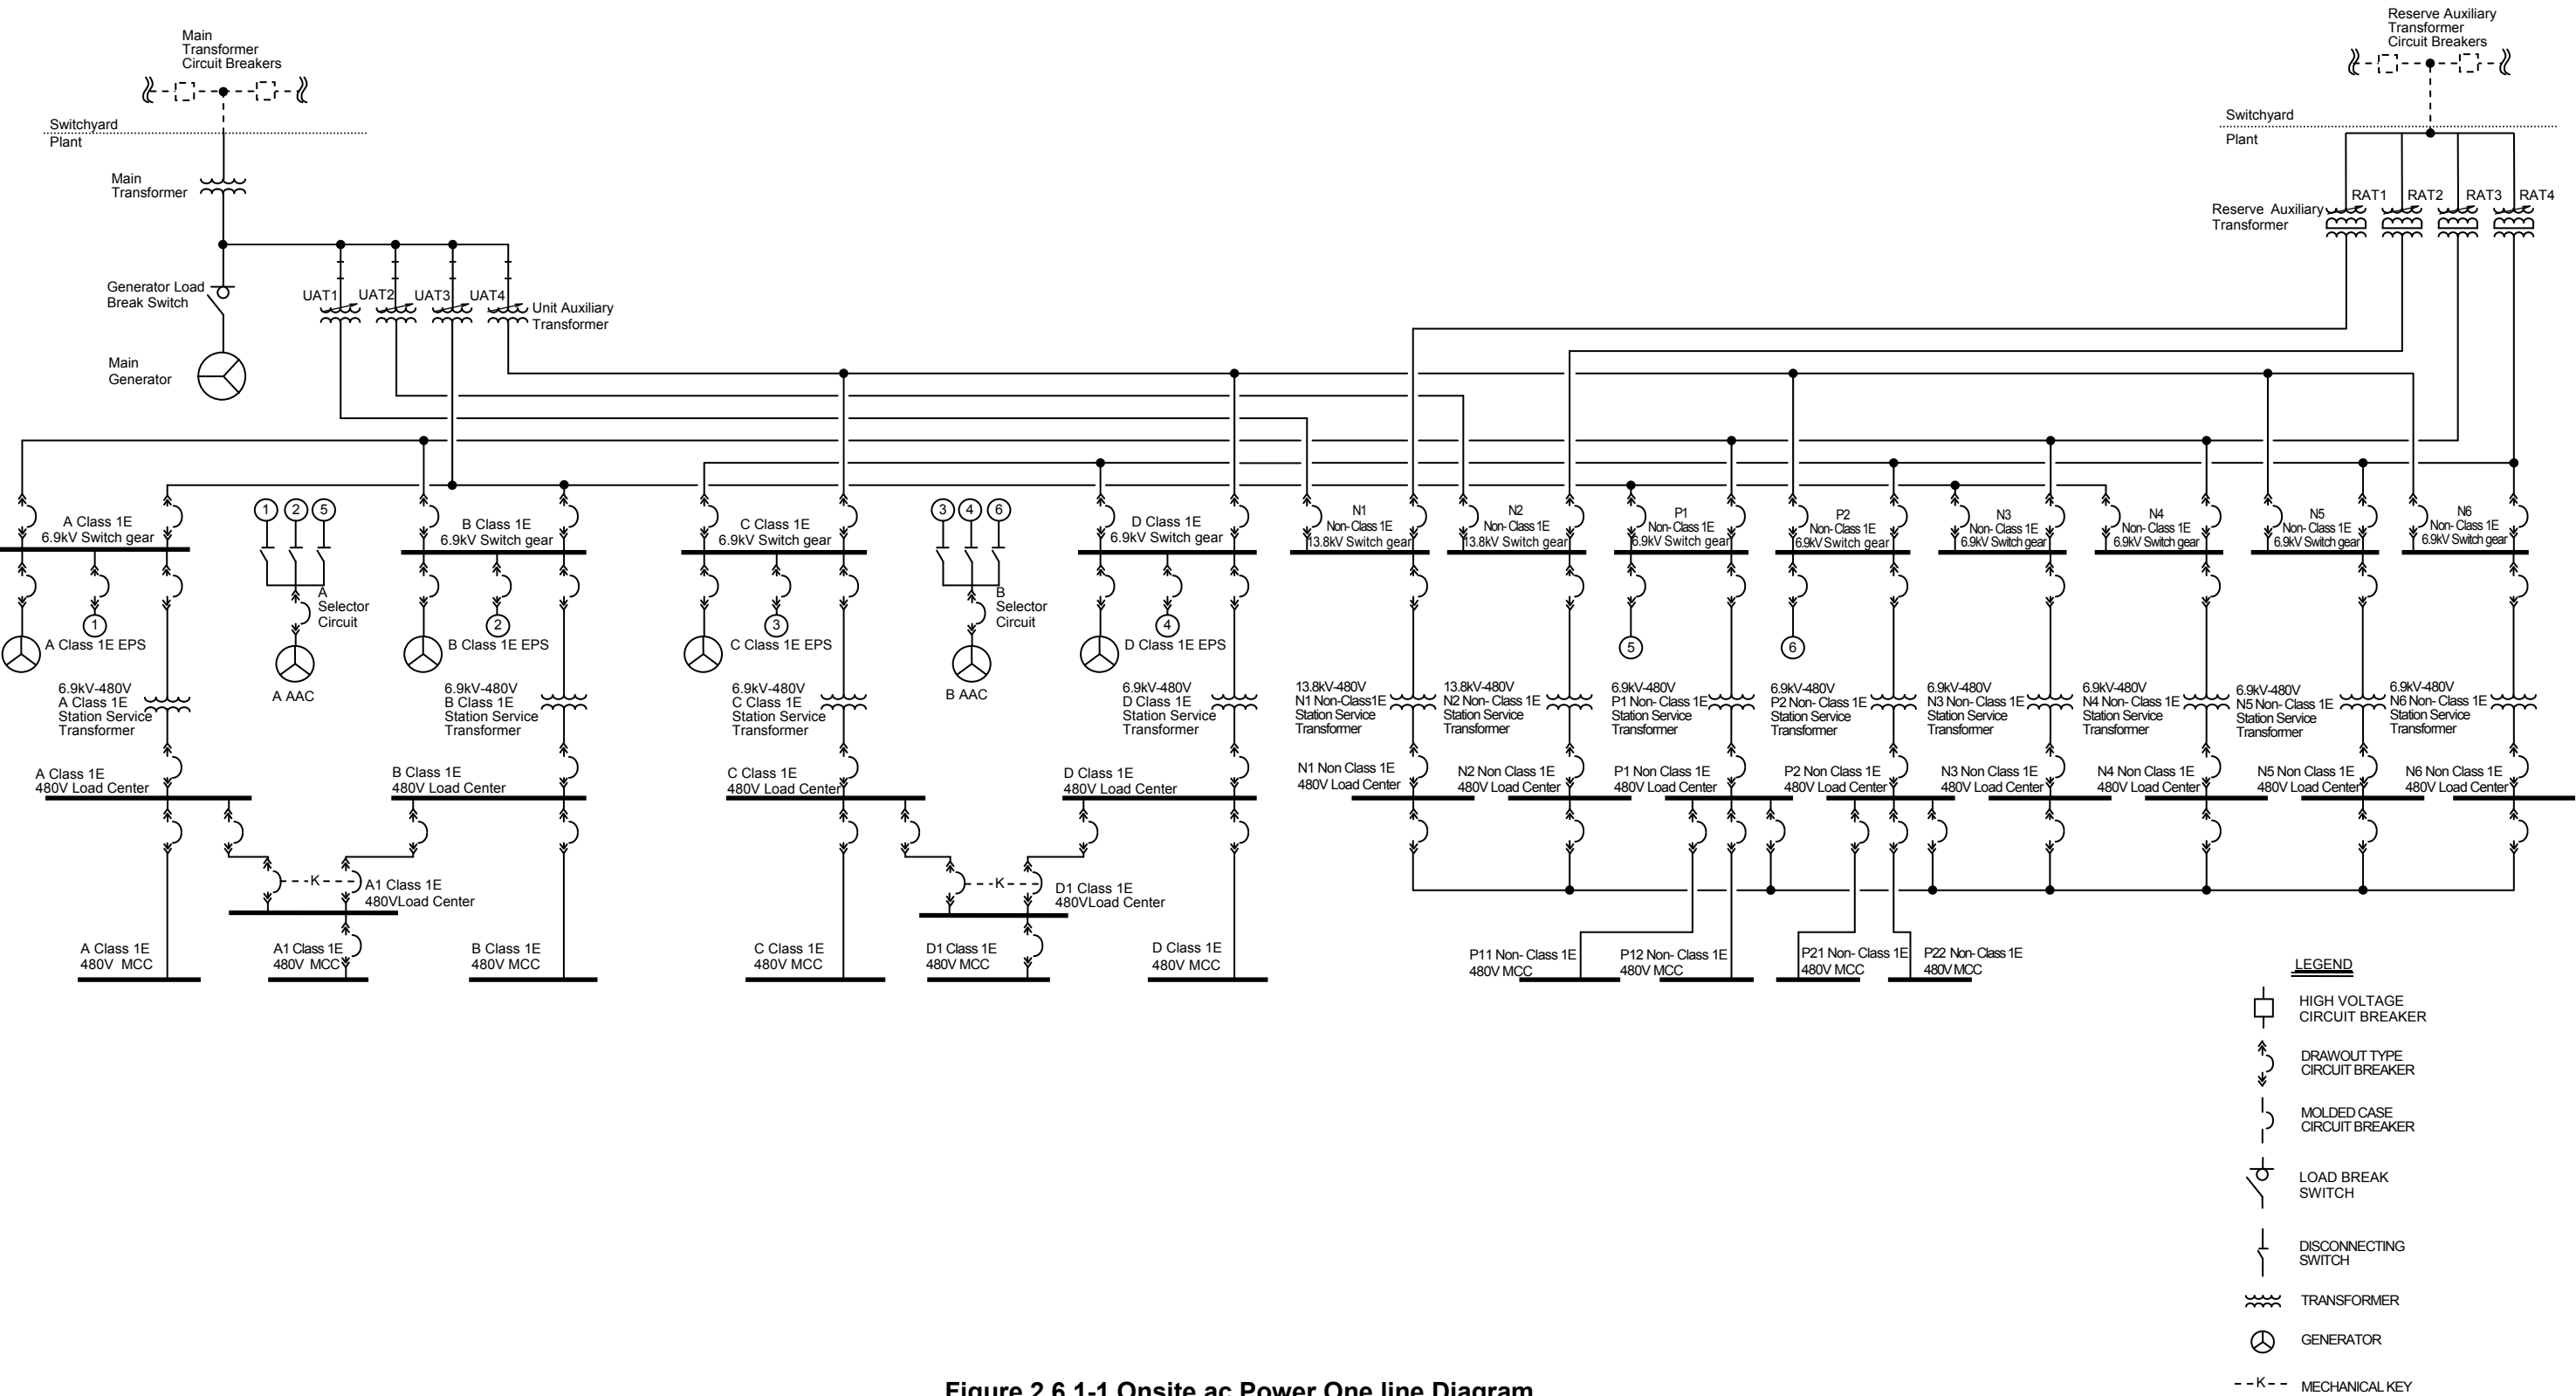 Main
Transformer
Circuit Breakers
Switchyard
Plant
Main
Transformer
Generator Load
Break Switch
Main
Generator
UAT1
UAT2
UAT3
UAT4
Unit Auxiliary
Transformer
Reserve Auxiliary
Transformer
Circuit Breakers
Switchyard
Plant
RAT1
RAT2
RAT3
RAT4
Reserve Auxiliary
Transformer
A Class 1E
6.9kV Switch gear
1
2
5
B Class 1E
6.9kV Switch gear
C Class 1E
6.9kV Switch gear
3
4
6
D Class 1E
6.9kV Switch gear
N1
Non-Class 1E
13.8kV Switch gear
N2
Non-Class 1E
13.8kV Switch gear
P1
Non-Class 1E
6.9kV Switch gear
P2
Non-Class 1E
6.9kV Switch gear
N3
Non-Class 1E
6.9kV Switch gear
N4
Non-Class 1E
6.9kV Switch gear
N5
Non-Class 1E
6.9kV Switch gear
N6
Non-Class 1E
6.9kV Switch gear
1
A Class 1E EPS
A
Selector
Circuit
A AAC
2
B Class 1E EPS
3
C Class 1E EPS
B
Selector
Circuit
B AAC
4
D Class 1E EPS
5
6
6.9kV-480V
A Class 1E
Station Service
Transformer
6.9kV-480V
B Class 1E
Station Service
Transformer
6.9kV-480V
C Class 1E
Station Service
Transformer
6.9kV-480V
D Class 1E
Station Service
Transformer
13.8kV-480V
N1 Non-Class1E
Station Service
Transformer
13.8kV-480V
N2 Non- Class 1E
Station Service
Transformer
6.9kV-480V
P1 Non- Class 1E
Station Service
Transformer
6.9kV-480V
P2 Non- Class 1E
Station Service
Transformer
6.9kV-480V
N3 Non- Class 1E
Station Service
Transformer
6.9kV-480V
N4 Non- Class 1E
Station Service
Transformer
6.9kV-480V
N5 Non- Class 1E
Station Service
Transformer
6.9kV-480V
N6 Non- Class 1E
Station Service
Transformer
A Class 1E
480V Load Center
B Class 1E
480V Load Center
C Class 1E
480V Load Center
D Class 1E
480V Load Center
N1 Non Class 1E
480V Load Center
N2 Non Class 1E
480V Load Center
P1 Non Class 1E
480V Load Center
P2 Non Class 1E
480V Load Center
N3 Non Class 1E
480V Load Center
N4 Non Class 1E
480V Load Center
N5 Non Class 1E
480V Load Center
N6 Non Class 1E
480V Load Center
K
A1 Class 1E
480VLoad Center
K
D1 Class 1E
480VLoad Center
A Class 1E
480V MCC
A1 Class 1E
480V MCC
B Class 1E
480V MCC
C Class 1E
480V MCC
D1 Class 1E
480V MCC
D Class 1E
480V MCC
P11 Non- Class 1E
480V MCC
P12 Non- Class 1E
480V MCC
P21 Non- Class 1E
480V MCC
P22 Non- Class 1E
480V MCC
LEGEND
HIGH VOLTAGE
CIRCUIT BREAKER
DRAWOUT TYPE
CIRCUIT BREAKER
MOLDED CASE
CIRCUIT BREAKER
LOAD BREAK
SWITCH
DISCONNECTING
SWITCH
TRANSFORMER
GENERATOR
K
MECHANICAL KEY
Figure 2.6.1-1 Onsite ac Power One line Diagram